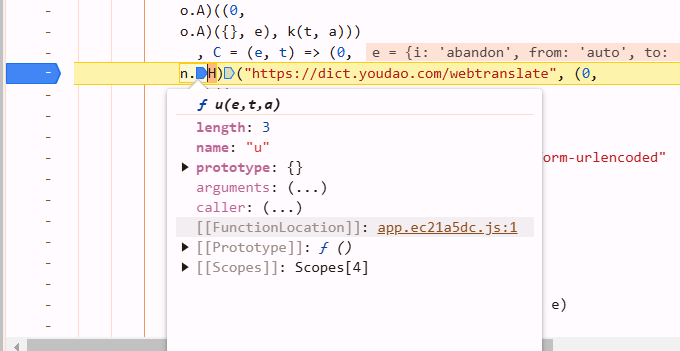 o.A)((0,
o.A)({}, e), k(t, a)))
, C = (e, t) => (0, e = {i: 'abandon', from: 'auto', to:
n.H)("https://dict.youdao.com/webtranslate", (0,
ƒ u(e,t,a)
length: 3
name: "u"
prototype: {}
orm-urlencoded"
arguments: (...)
caller: (...)
[[FunctionLocation]]: app.ec21a5dc.js:1
[[Prototype]]: ƒ ()
[[Scopes]]: Scopes[4]
e)